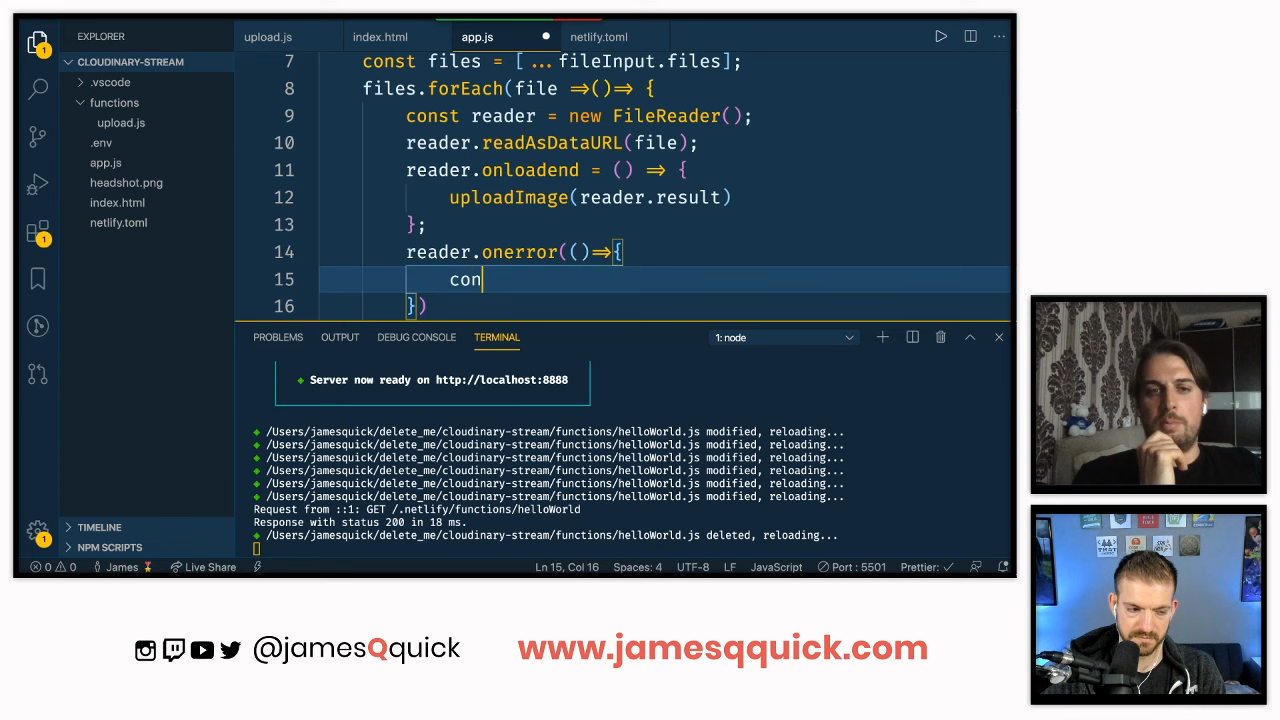 EXPLORER
upload.js
index.html
app.js
netlify.toml
1
CLOUDINARY-STREAM
.vscode
functions
upload.js
.env
app.js
headshot.png
index.html
netlify.toml
1
TIMELINE
NPM SCRIPTS
1
7 const files = [...fileInput.files];
8 files.forEach(file =>()=> {
9 const reader = new FileReader();
10 reader.readAsDataURL(file);
11 reader.onloadend = () => {
12 uploadImage(reader.result)
13 };
14 reader.onerror(()=>{
15 con
16 })
PROBLEMS OUTPUT DEBUG CONSOLE TERMINAL 1: node
Server now ready on http://localhost:8888
/Users/jamesquick/delete_me/cloudinary-stream/functions/helloWorld.js modified, reloading...
/Users/jamesquick/delete_me/cloudinary-stream/functions/helloWorld.js modified, reloading...
/Users/jamesquick/delete_me/cloudinary-stream/functions/helloWorld.js modified, reloading...
/Users/jamesquick/delete_me/cloudinary-stream/functions/helloWorld.js modified, reloading...
/Users/jamesquick/delete_me/cloudinary-stream/functions/helloWorld.js modified, reloading...
/Users/jamesquick/delete_me/cloudinary-stream/functions/helloWorld.js modified, reloading...
Request from ::1: GET /.netlify/functions/helloWorld
Response with status 200 in 18 ms.
/Users/jamesquick/delete_me/cloudinary-stream/functions/helloWorld.js deleted, reloading...
0 0 James Live Share Ln 15, Col 16 Spaces: 4 UTF-8 LF JavaScript Port : 5501 Prettier:
@jamesQquick www.jamesqquick.com